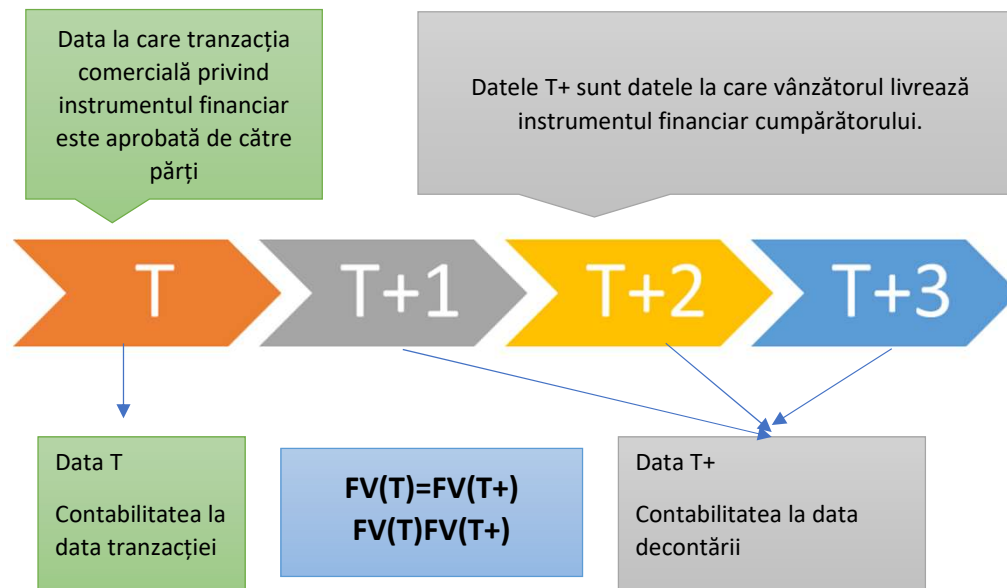 Data la care tranzacția
comercială privind
instrumentul financiar
este aprobată de către
părți
Datele T+ sunt datele la care vânzătorul livrează
instrumentul financiar cumpărătorului.
T
T+1
T+2
T+3
Data T
Contabilitatea la
data tranzacției
FV(T)=FV(T+)
FV(T)FV(T+)
Data T+
Contabilitatea la data
decontării